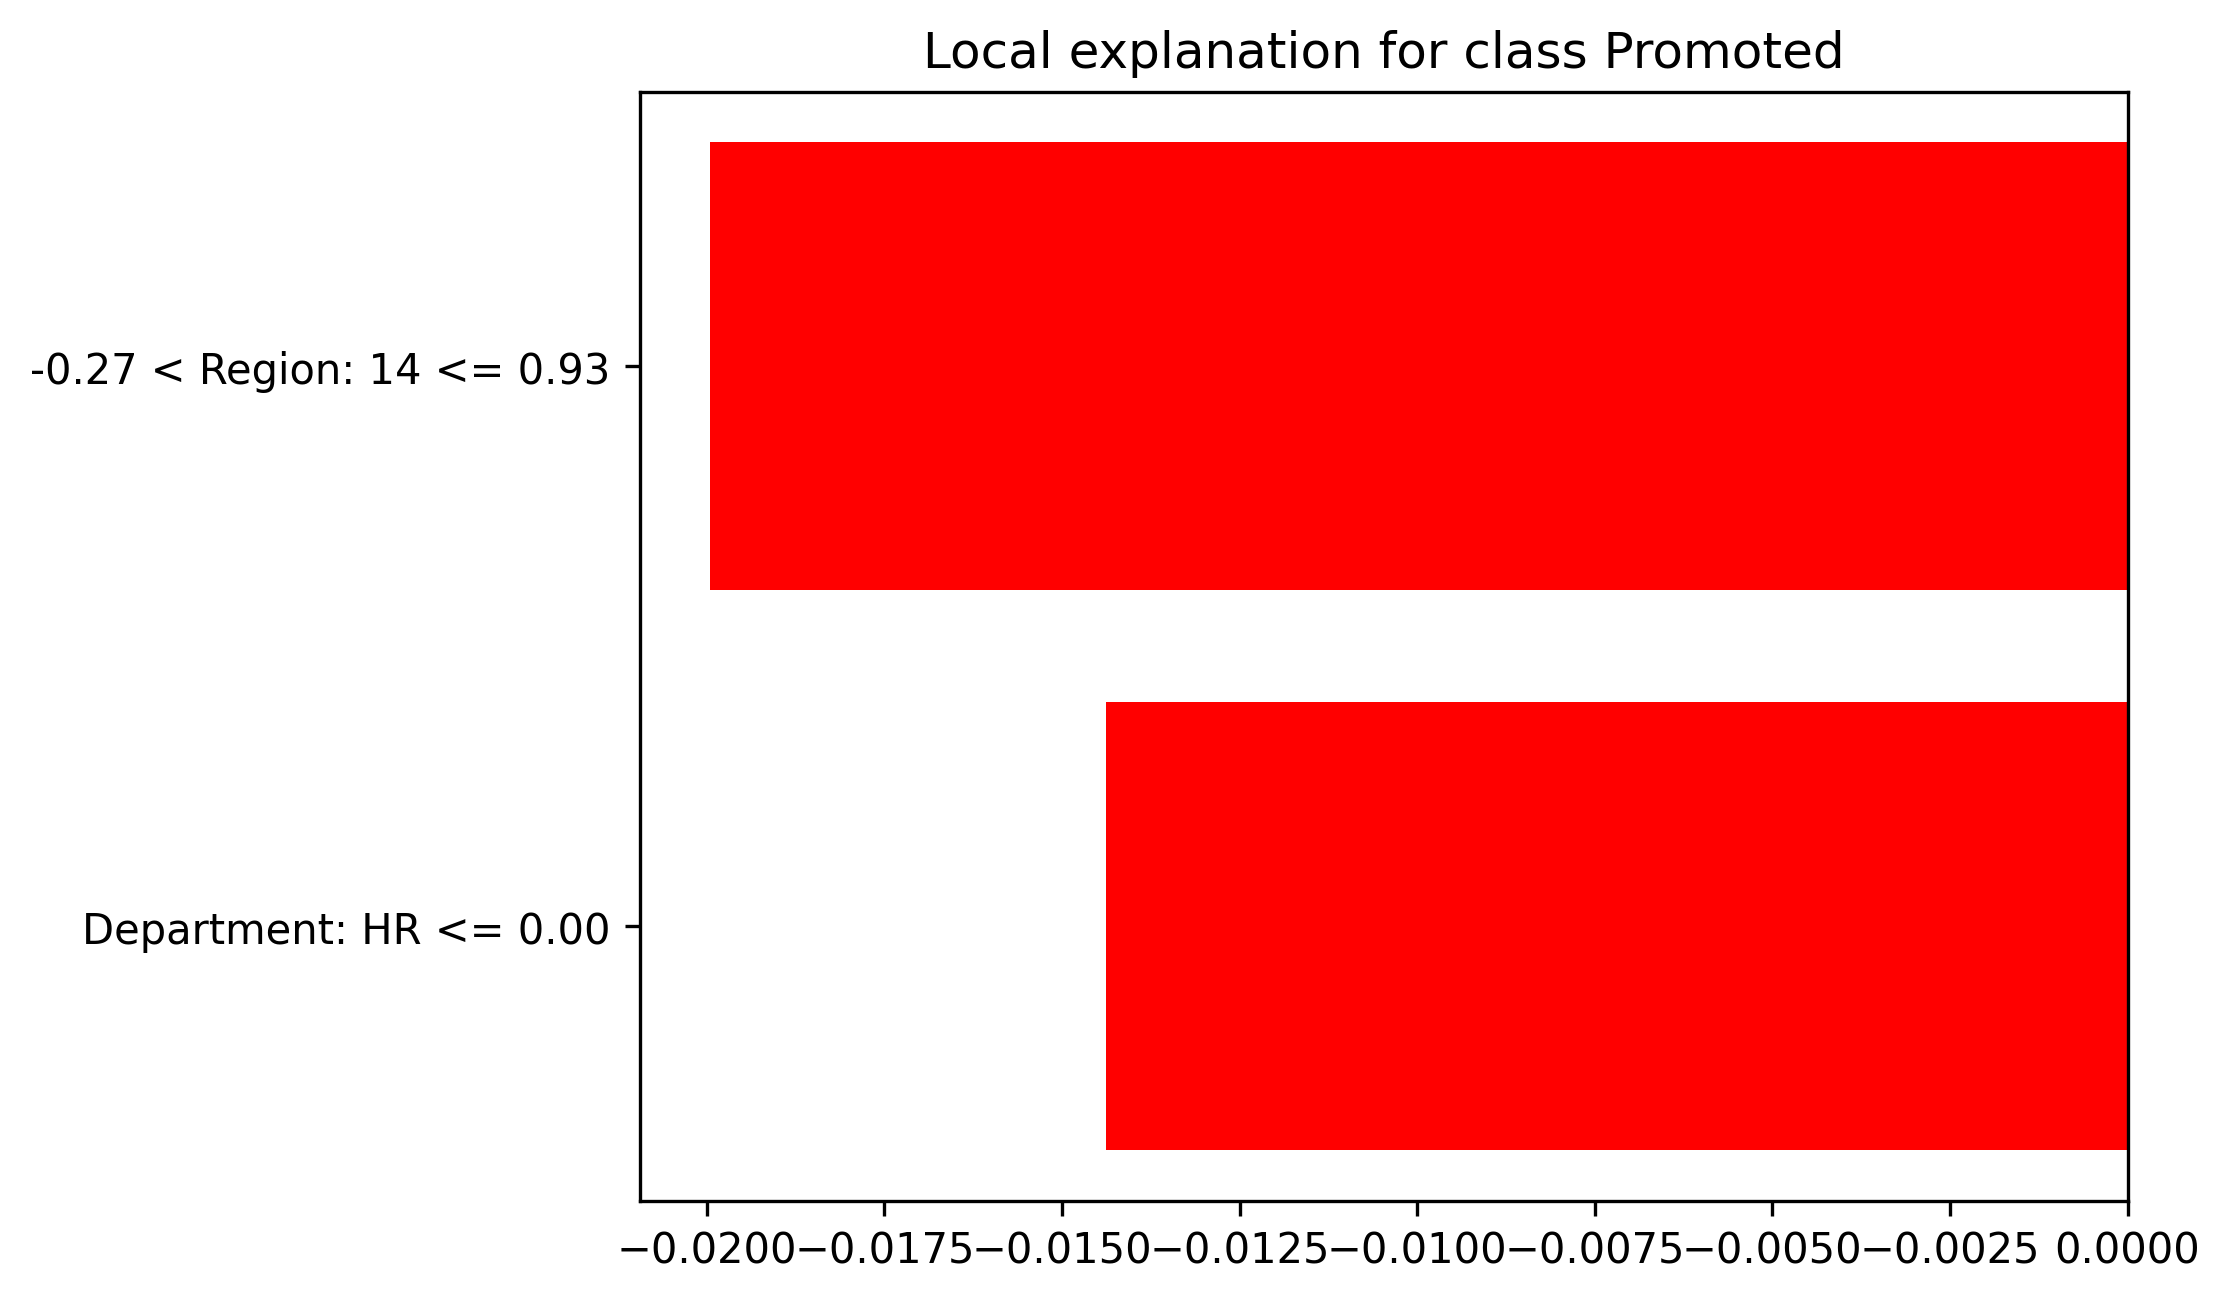 Local explanation for class Promoted
-0.27 < Region: 14 <= 0.93
Department: HR <= 0.00
−0.0200−0.0175−0.0150−0.0125−0.0100−0.0075−0.0050−0.0025 0.0000